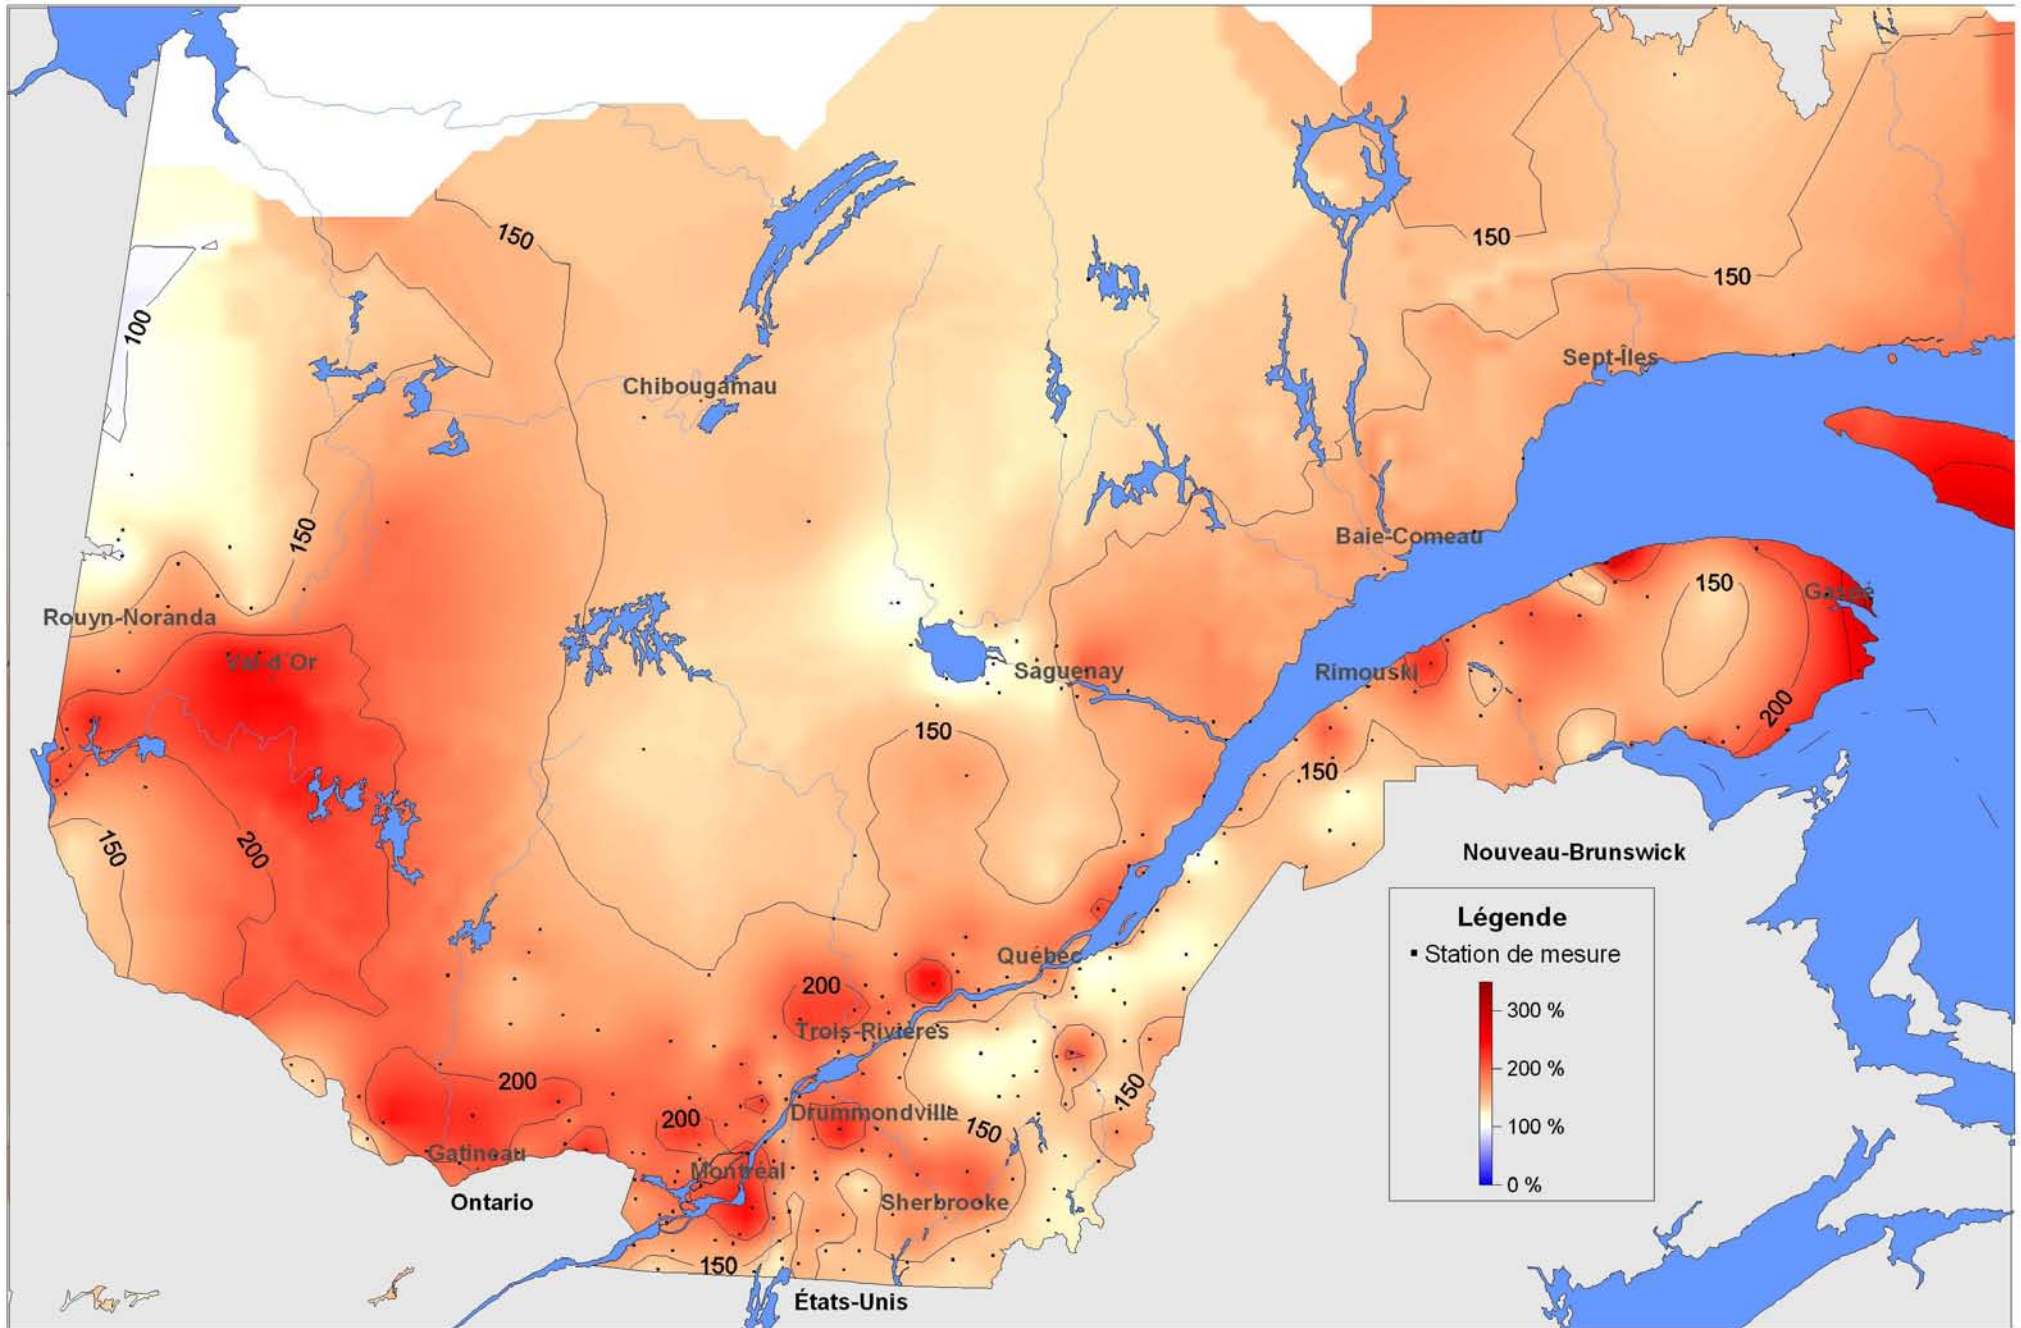 150
150
150
100
Sept-Îles
Chibougamau
150
Baie-Comeau
150
Gaspé
Rouyn-Noranda
Val-d'Or
Saguenay
Rimouski
200
150
150
150
200
Nouveau-Brunswick
Légende
Station de mesure
300 %
200 %
100 %
0 %
Québec
200
Trois-Rivières
200
150
200
Drummondville
150
Gatineau
Montréal
Ontario
Sherbrooke
150
États-Unis